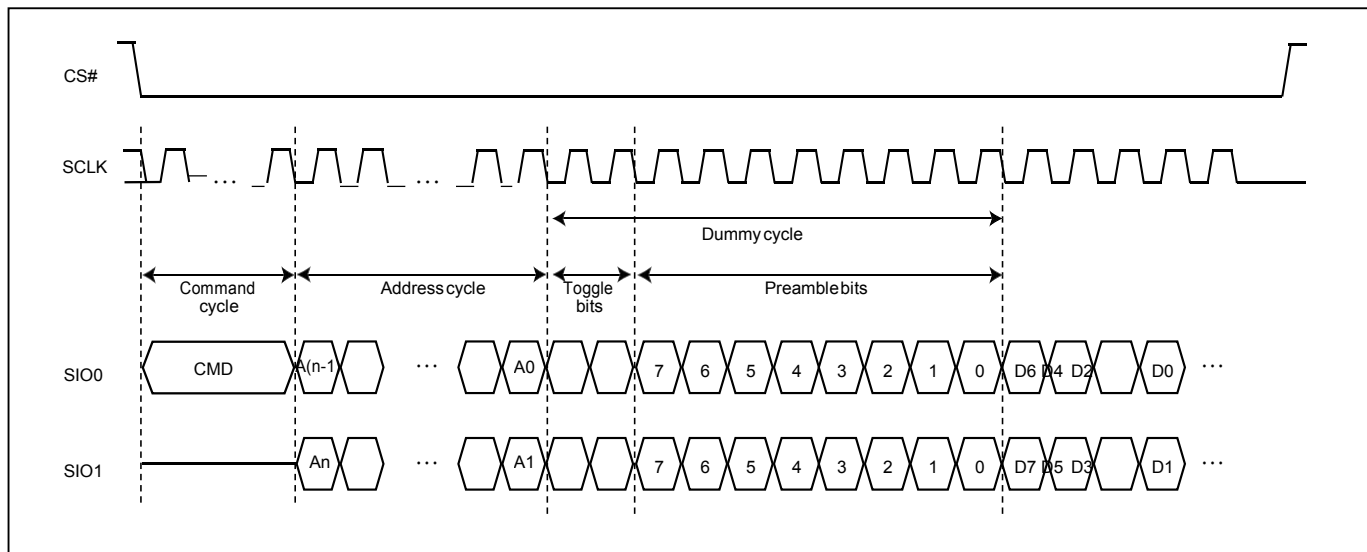 CS#
SCLK
...
...
Dummy cycle
Command
cycle
Address cycle
Toggle
bits
Preamble bits
SIO0
CMD
A(n-1
...
A0
7 6 5 4 3 2 1 0
D6 D4 D2
D0
...
SIO1
An
...
A1
7 6 5 4 3 2 1 0
D7 D5 D3
D1
...